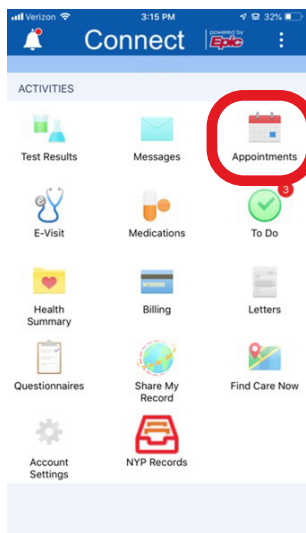 Verizon 3:15 PM 32%
Connect powered by Epic
ACTIVITIES
Test Results Messages Appointments
3
E-Visit Medications To Do
Health Billing Letters
Summary
Questionnaires Share My Find Care Now
Record
Account NYP Records
Settings